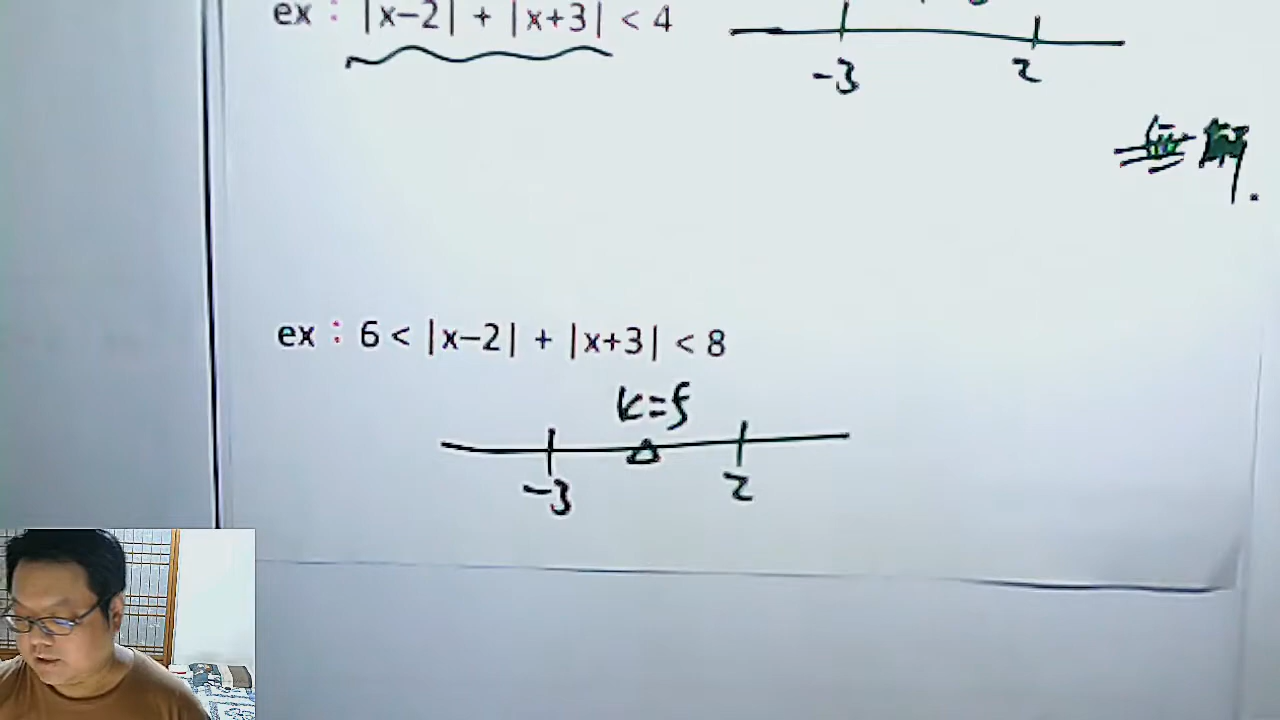 ex：|x−2| + |x+3| < 4
-3 2
無解.
ex：6 < |x−2| + |x+3| < 8
k=5
-3 2